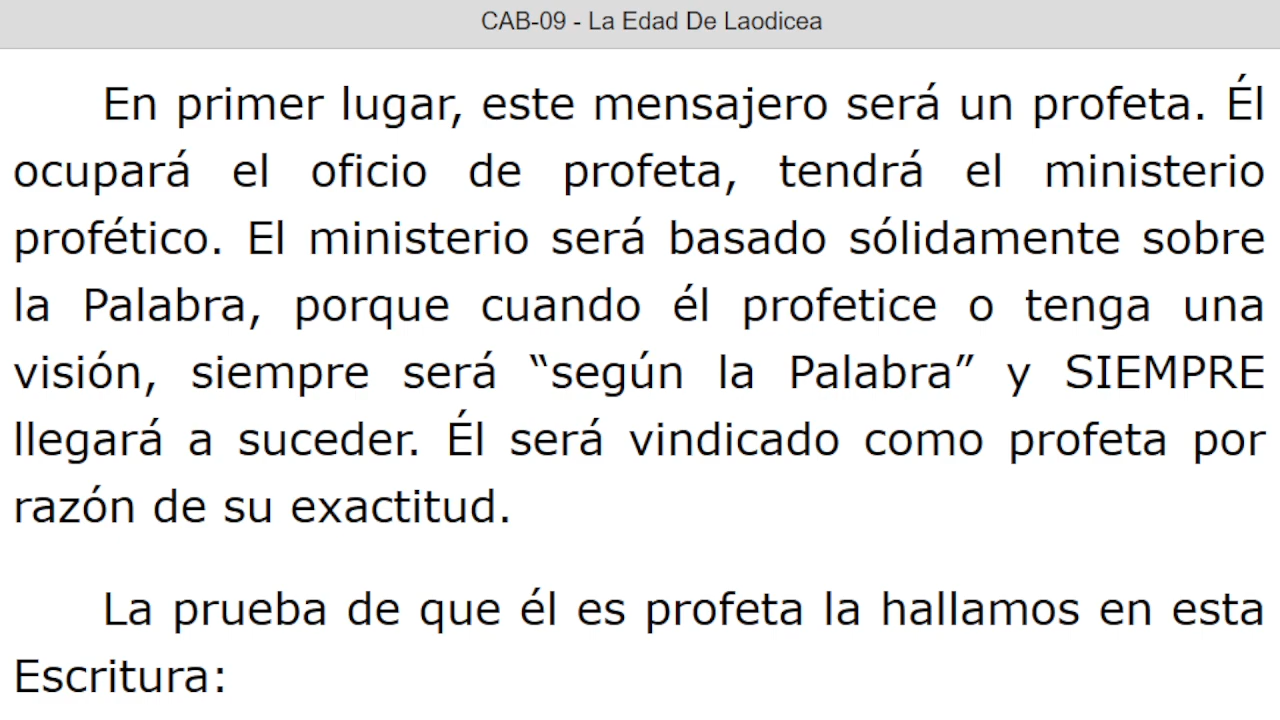 CAB-09 - La Edad De Laodicea
En primer lugar, este mensajero será un profeta. Él
ocupará el oficio de profeta, tendrá el ministerio
profético. El ministerio será basado sólidamente sobre
la Palabra, porque cuando él profetice o tenga una
visión, siempre será “según la Palabra” y SIEMPRE
llegará a suceder. Él será vindicado como profeta por
razón de su exactitud.
La prueba de que él es profeta la hallamos en esta
Escritura: